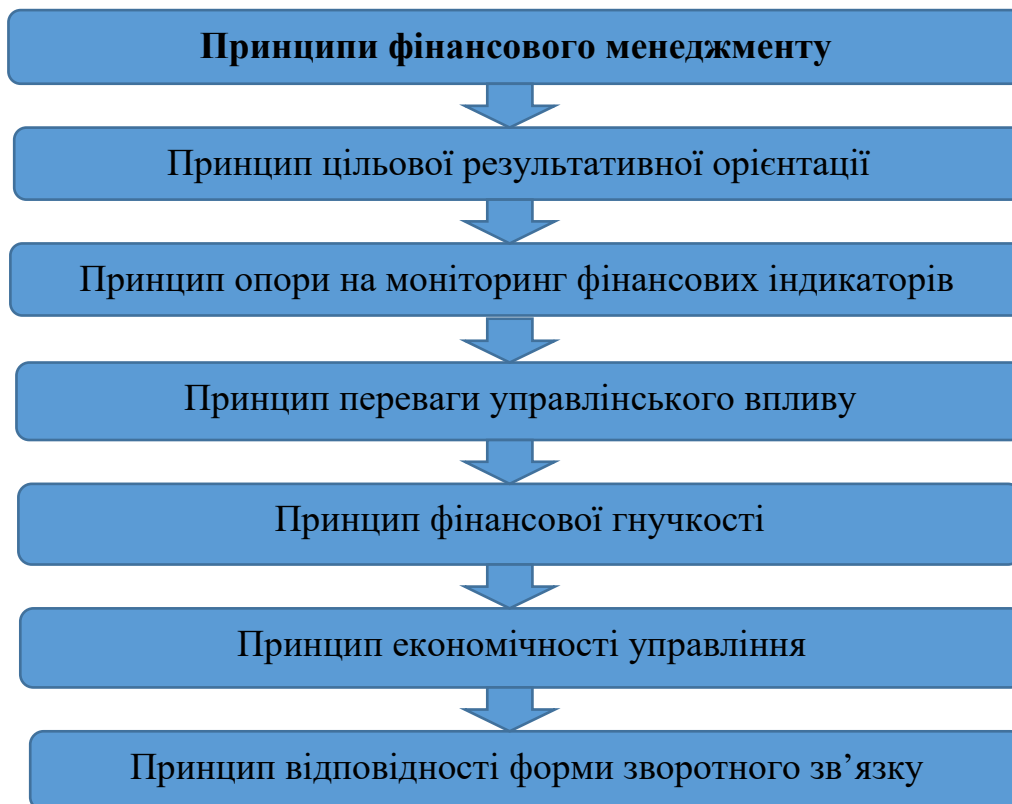 Принципи фінансового менеджменту
Принцип цільової результативної орієнтації
Принцип опори на моніторинг фінансових індикаторів
Принцип переваги управлінського впливу
Принцип фінансової гнучкості
Принцип економічності управління
Принцип відповідності форми зворотного зв’язку